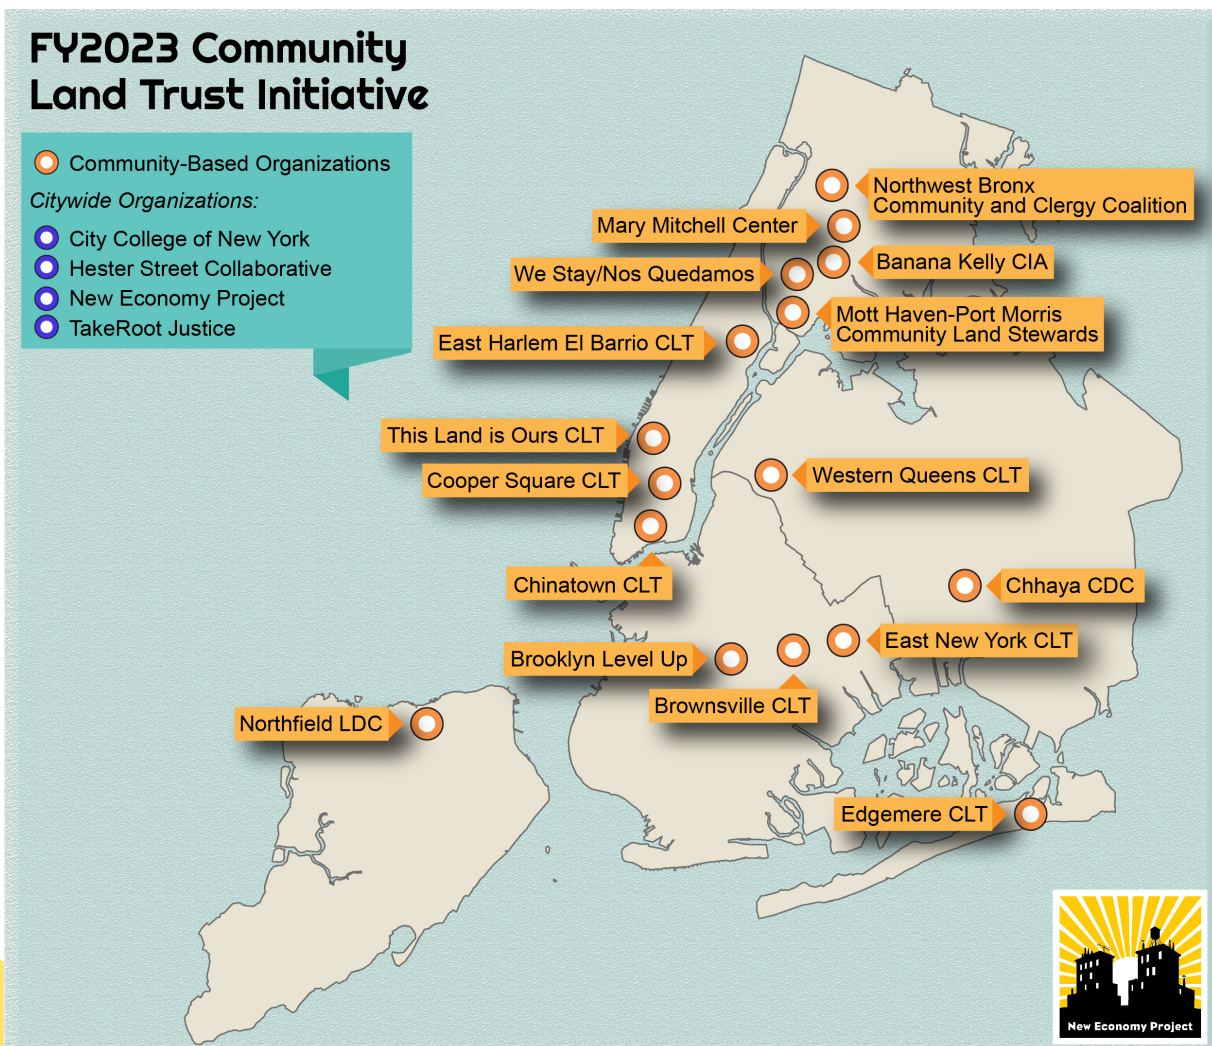 FY2023 Community
Land Trust Initiative
Community-Based Organizations
Citywide Organizations:
City College of New York
Hester Street Collaborative
New Economy Project
TakeRoot Justice
Northwest Bronx
Community and Clergy Coalition
Mary Mitchell Center
Banana Kelly CIA
We Stay/Nos Quedamos
Mott Haven-Port Morris
Community Land Stewards
East Harlem El Barrio CLT
This Land is Ours CLT
Cooper Square CLT
Western Queens CLT
Chinatown CLT
Chhaya CDC
East New York CLT
Brooklyn Level Up
Brownsville CLT
Northfield LDC
Edgemere CLT
New Economy Project